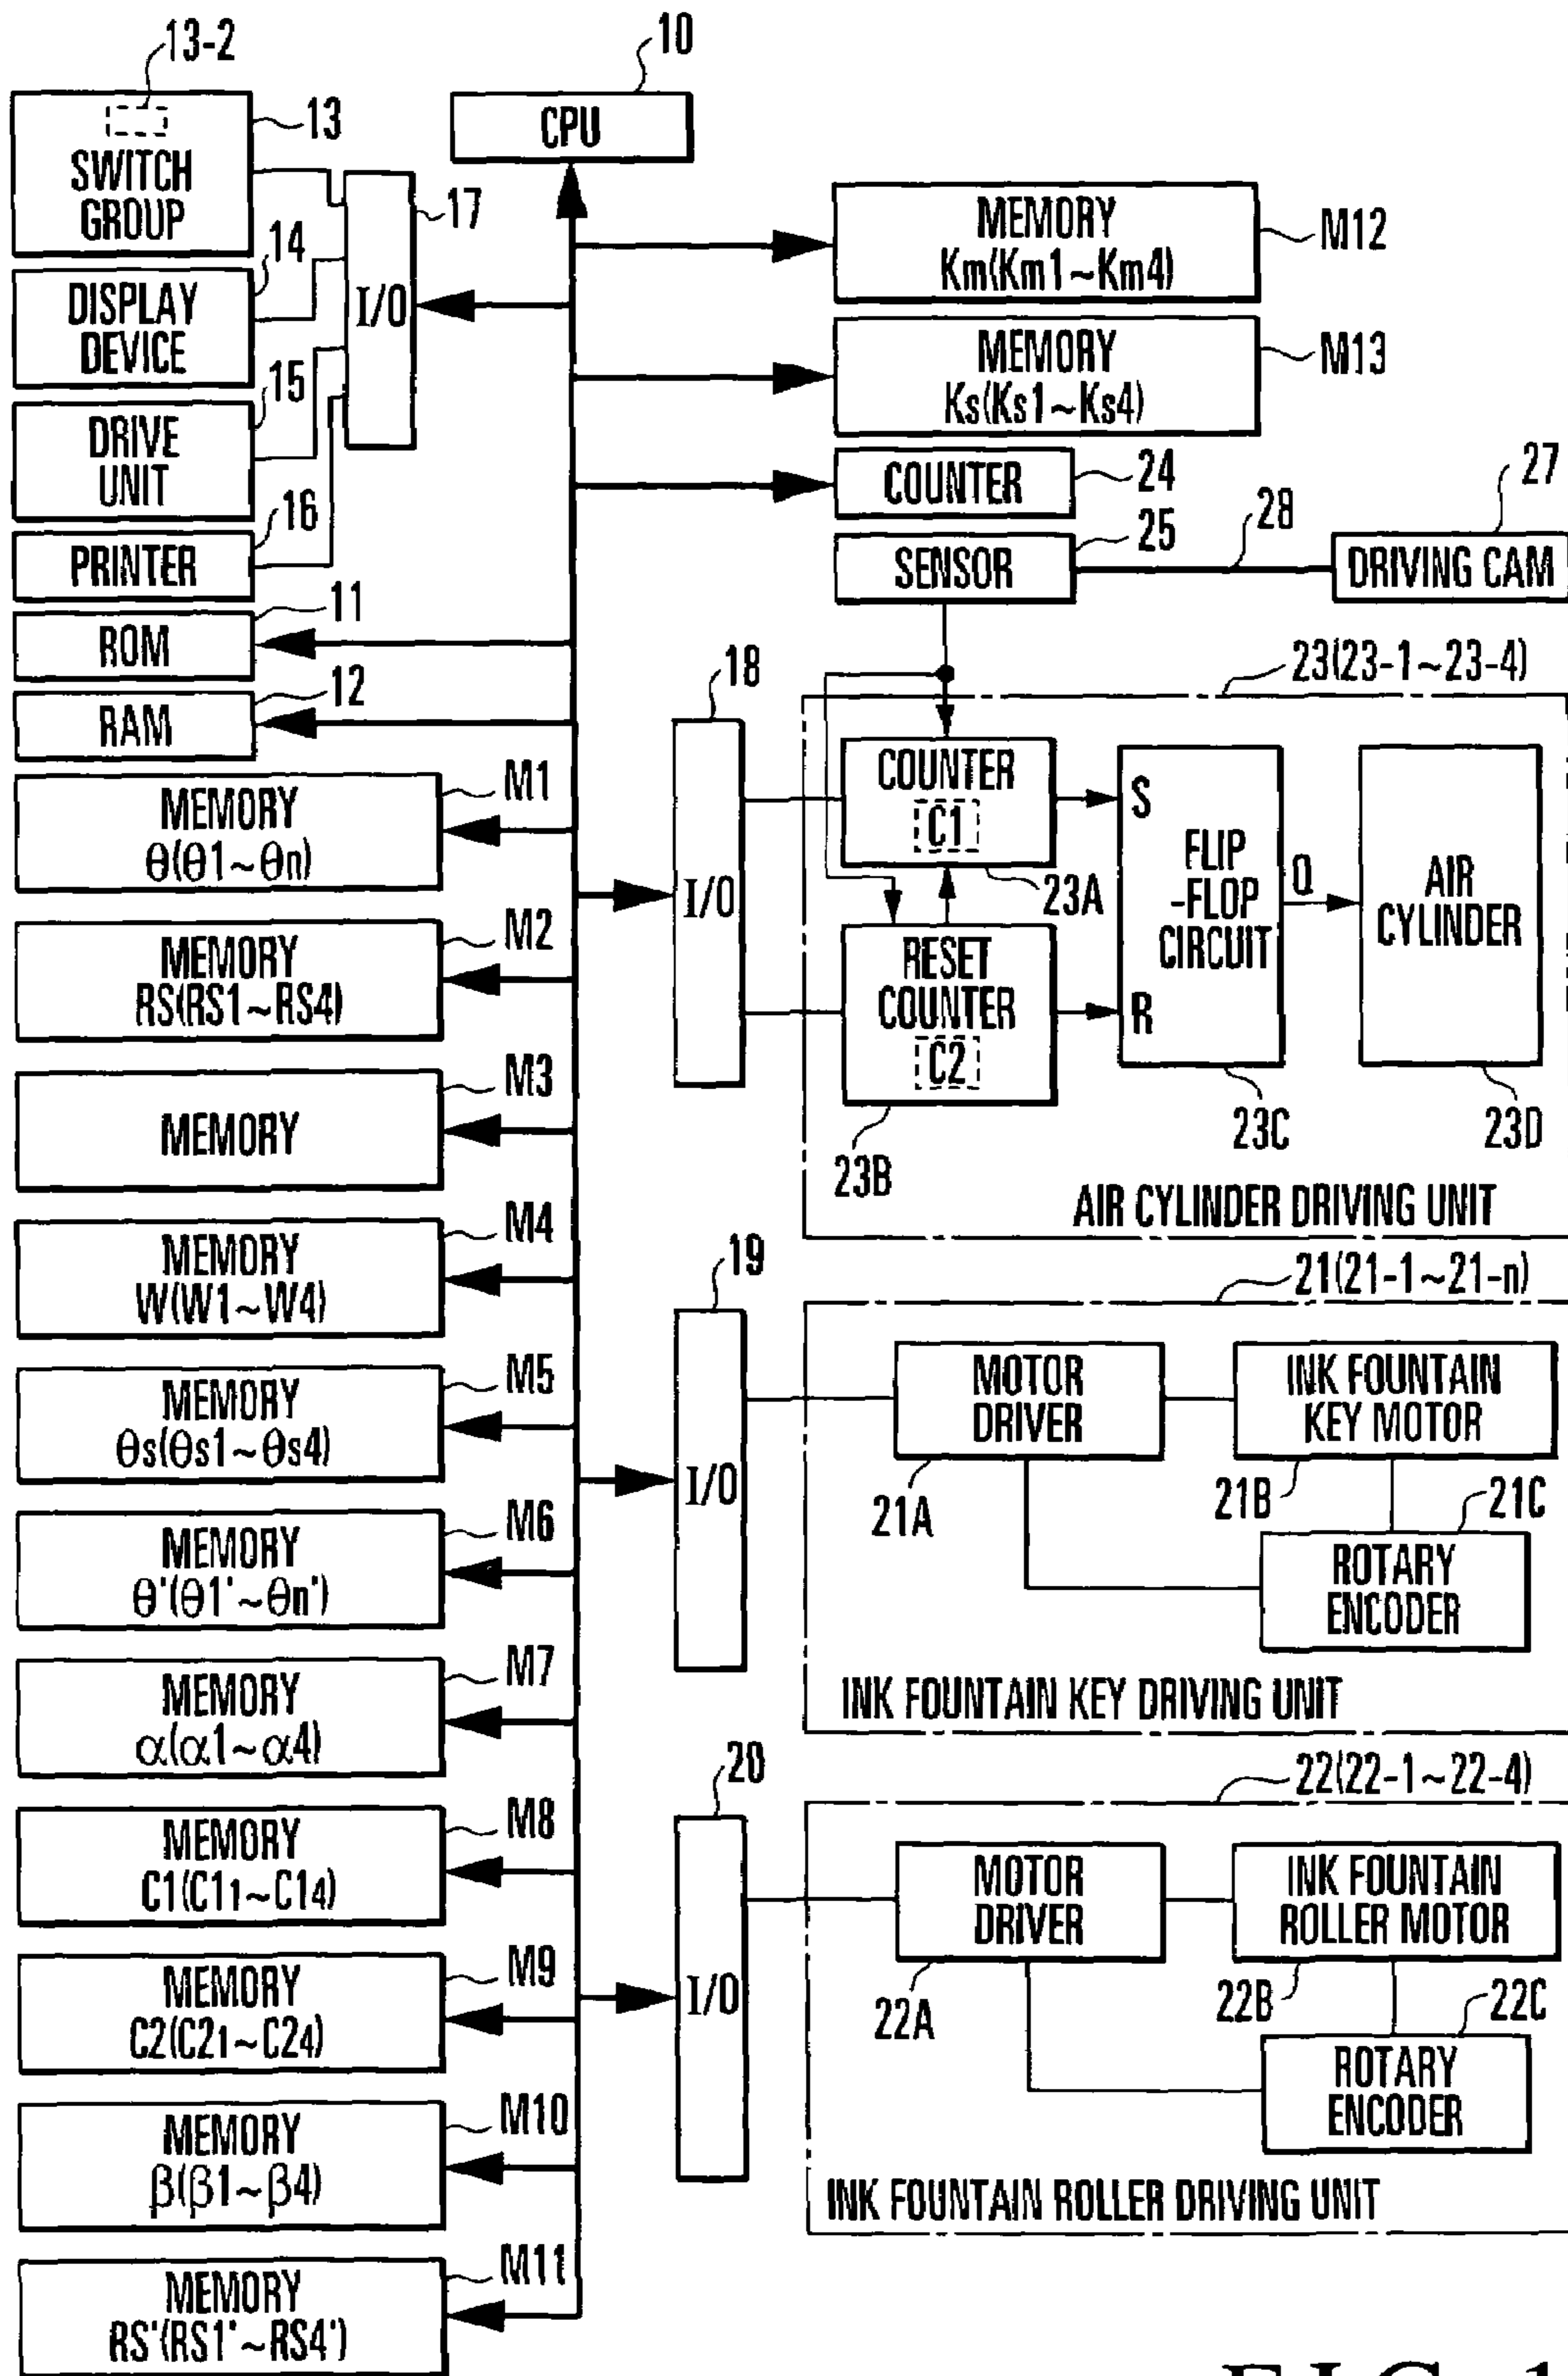 13-2
13
SWITCH
GROUP
10
CPU
17
I/O
14
DISPLAY
DEVICE
15
DRIVE
UNIT
16
PRINTER
11
ROM
12
RAM
MEMORY
Km(Km1~Km4)
M12
MEMORY
Ks(Ks1~Ks4)
M13
COUNTER
24
SENSOR
25
28
27
DRIVING CAM
M1
MEMORY
θ(θ1~θn)
M2
MEMORY
RS(RS1~RS4)
M3
MEMORY
M4
MEMORY
W(W1~W4)
M5
MEMORY
θs(θs1~θs4)
M6
MEMORY
θ'(θ1'~θn')
M7
MEMORY
α(α1~α4)
M8
MEMORY
C1(C11~C14)
M9
MEMORY
C2(C21~C24)
M10
MEMORY
β(β1~β4)
M11
MEMORY
RS'(RS1'~RS4')
18
I/O
23(23-1~23-4)
COUNTER
C1
23A
RESET
COUNTER
C2
23B
S
FLIP
-FLOP
CIRCUIT
R
Q
23C
AIR
CYLINDER
23D
AIR CYLINDER DRIVING UNIT
19
I/O
21(21-1~21-n)
MOTOR
DRIVER
21A
INK FOUNTAIN
KEY MOTOR
21B
21C
ROTARY
ENCODER
INK FOUNTAIN KEY DRIVING UNIT
20
I/O
22(22-1~22-4)
MOTOR
DRIVER
22A
INK FOUNTAIN
ROLLER MOTOR
22B
22C
ROTARY
ENCODER
INK FOUNTAIN ROLLER DRIVING UNIT